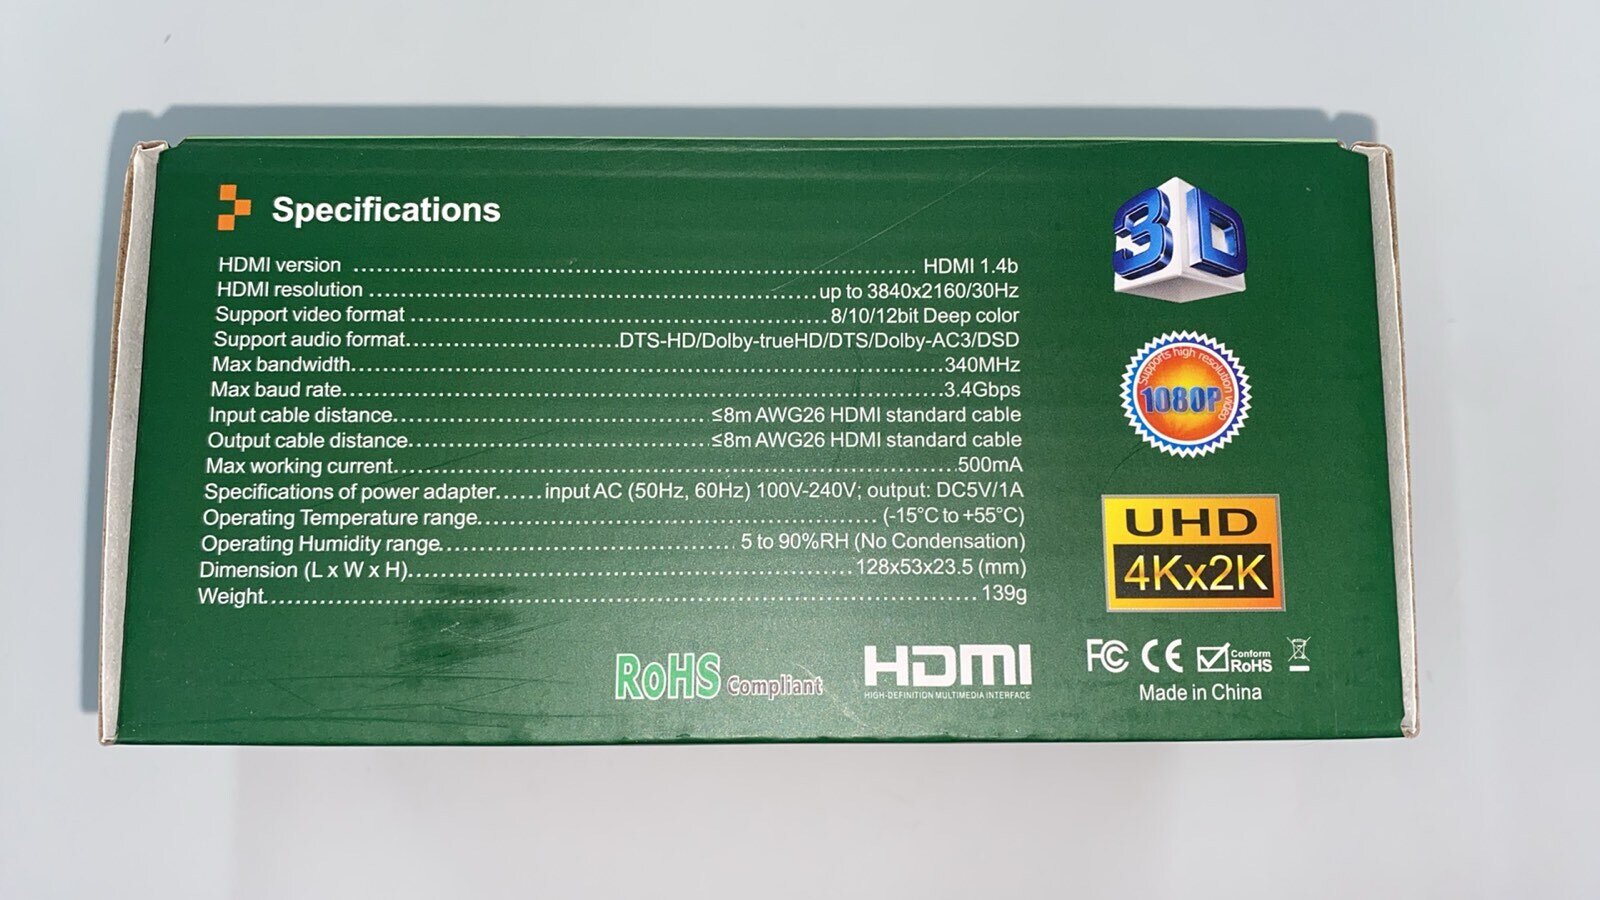 Specifications
HDMI version ........................................................................ HDMI 1.4b
HDMI resolution ........................................................up to 3840x2160/30Hz
Support video format ....................................................8/10/12bit Deep color
Support audio format..........................DTS-HD/Dolby-trueHD/DTS/Dolby-AC3/DSD
Max bandwidth...........................................................................340MHz
Max baud rate............................................................................3.4Gbps
Input cable distance....................................≤8m AWG26 HDMI standard cable
Output cable distance..................................≤8m AWG26 HDMI standard cable
Max working current......................................................................500mA
Specifications of power adapter......input AC (50Hz, 60Hz) 100V-240V; output: DC5V/1A
Operating Temperature range.................................................(-15°C to +55°C)
Operating Humidity range.................................5 to 90%RH (No Condensation)
Dimension (L x W x H)........................................................128x53x23.5 (mm)
Weight.......................................................................................139g
3D
Supports high resolution video
1080P
UHD
4Kx2K
RoHS Compliant
HDMI
HIGH-DEFINITION MULTIMEDIA INTERFACE
FC CE Conform RoHS
Made in China